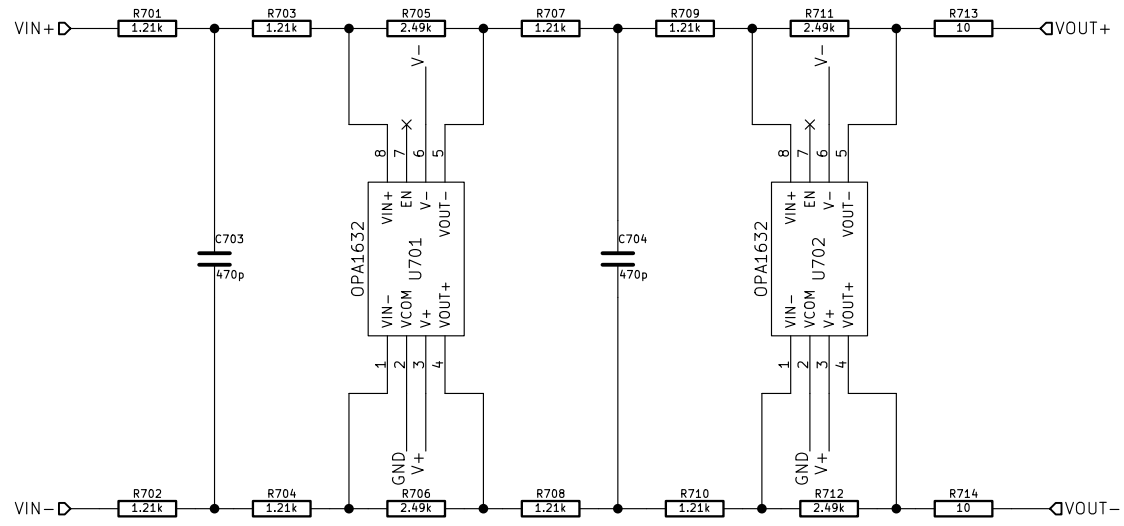 R701 R703 R705 R707 R709 R711 R713
VIN+ 1.21k 1.21k 2.49k 1.21k 1.21k 2.49k 10 VOUT+
V- V-
8 7 6 5 8 7 6 5
VIN+ EN V- VOUT- VIN+ EN V- VOUT-
C703 C704
470p 470p
OPA1632 U701 OPA1632 U702
VIN- VCOM V+ VOUT+ VIN- VCOM V+ VOUT+
1 2 3 4 1 2 3 4
GND V+ GND V+
R702 R704 R706 R708 R710 R712 R714
VIN- 1.21k 1.21k 2.49k 1.21k 1.21k 2.49k 10 VOUT-